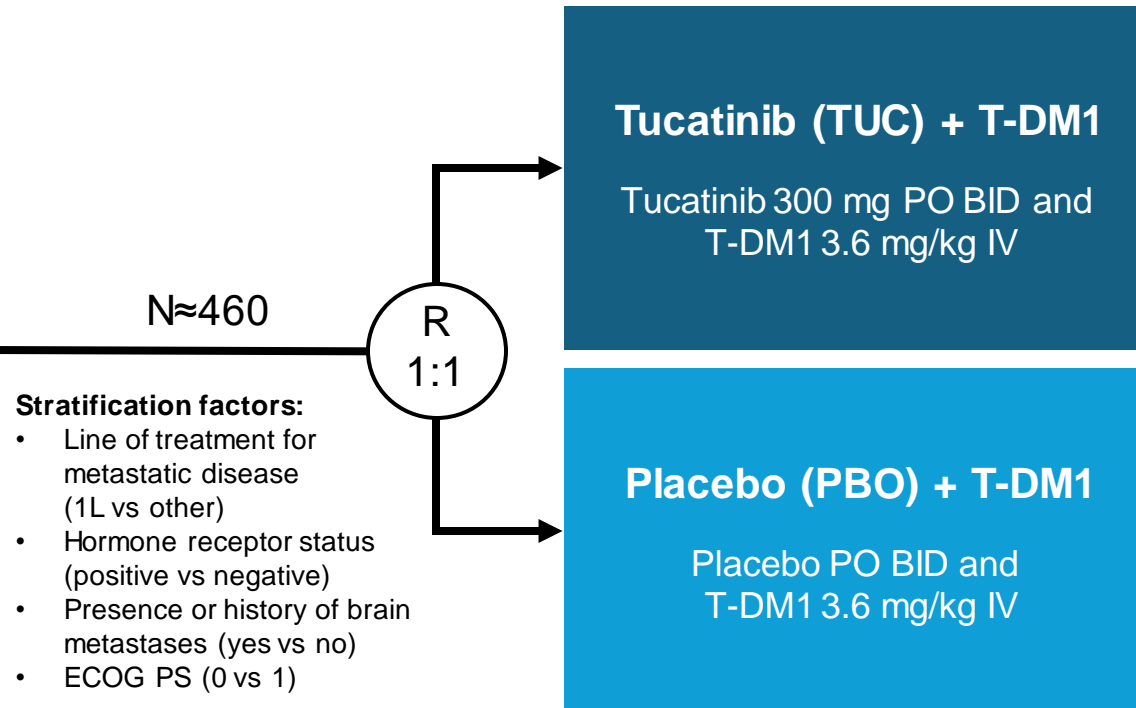 N≈460
R
1:1
Stratification factors:
• Line of treatment for
metastatic disease
(1L vs other)
• Hormone receptor status
(positive vs negative)
• Presence or history of brain
metastases (yes vs no)
• ECOG PS (0 vs 1)
Tucatinib (TUC) + T-DM1
Tucatinib 300 mg PO BID and
T-DM1 3.6 mg/kg IV
Placebo (PBO) + T-DM1
Placebo PO BID and
T-DM1 3.6 mg/kg IV